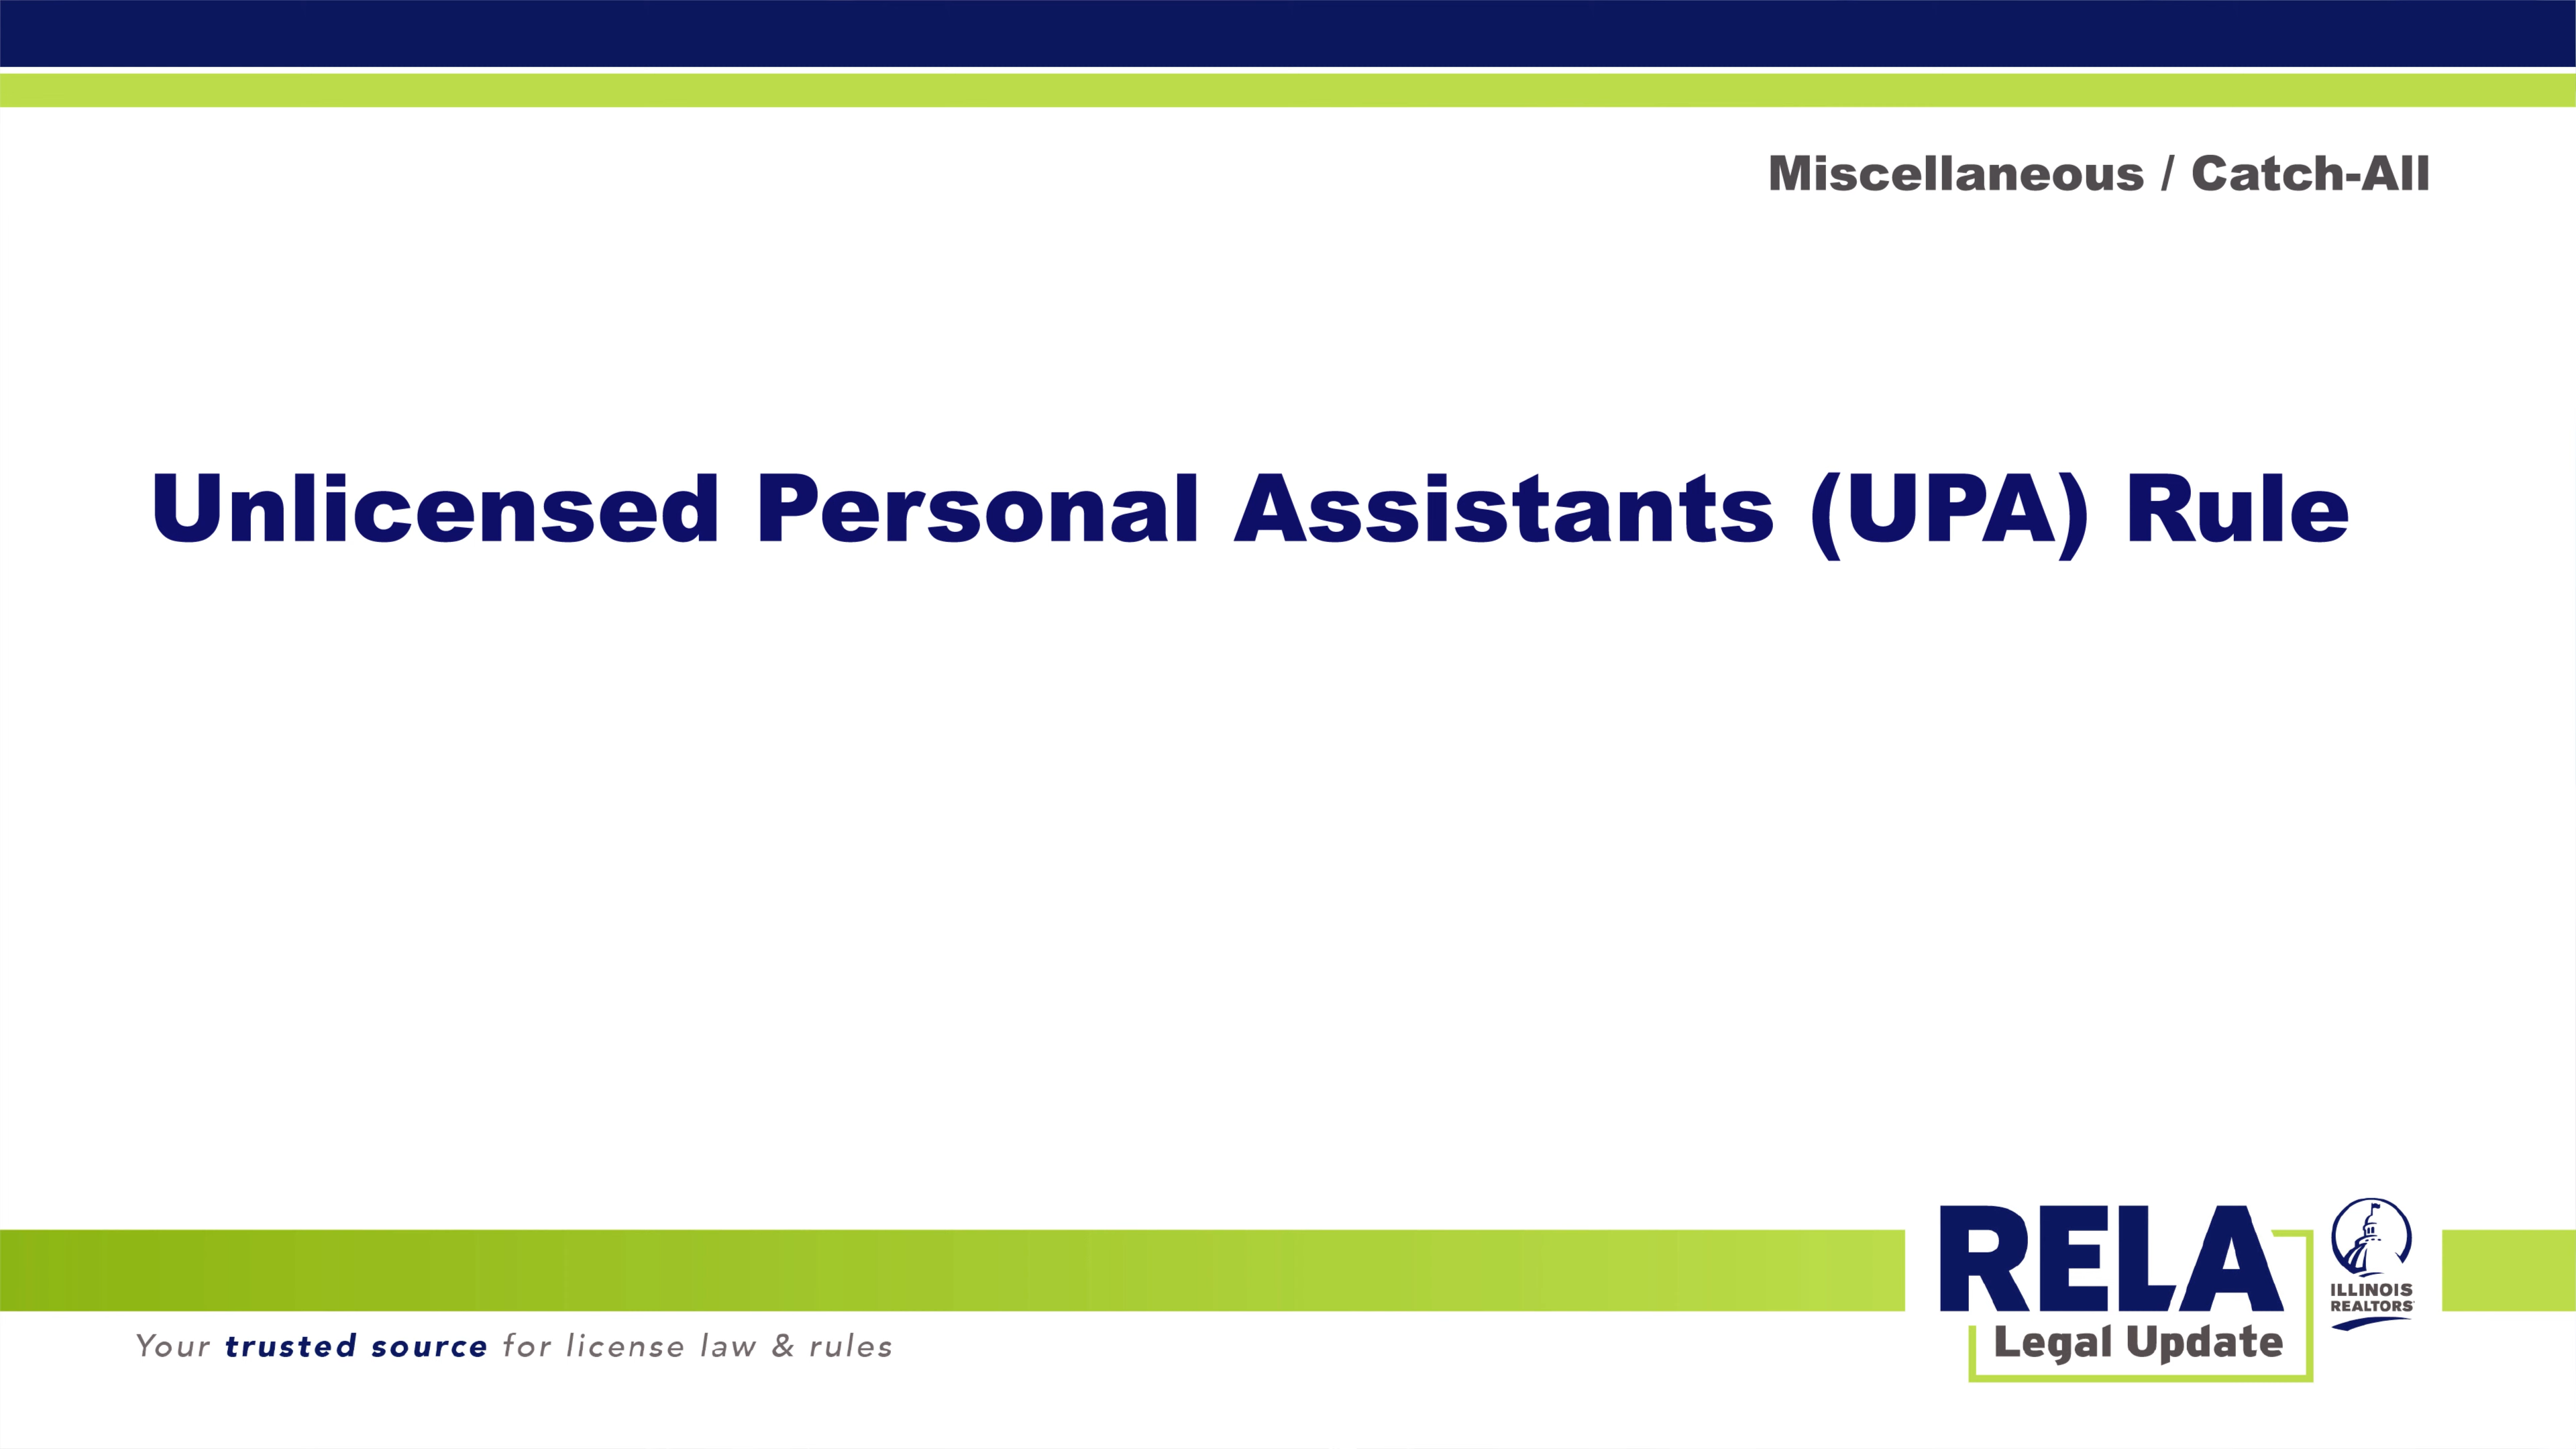 Miscellaneous / Catch-All
Unlicensed Personal Assistants (UPA) Rule
RELA
Legal Update
ILLINOIS
REALTORS
Your trusted source for license law & rules